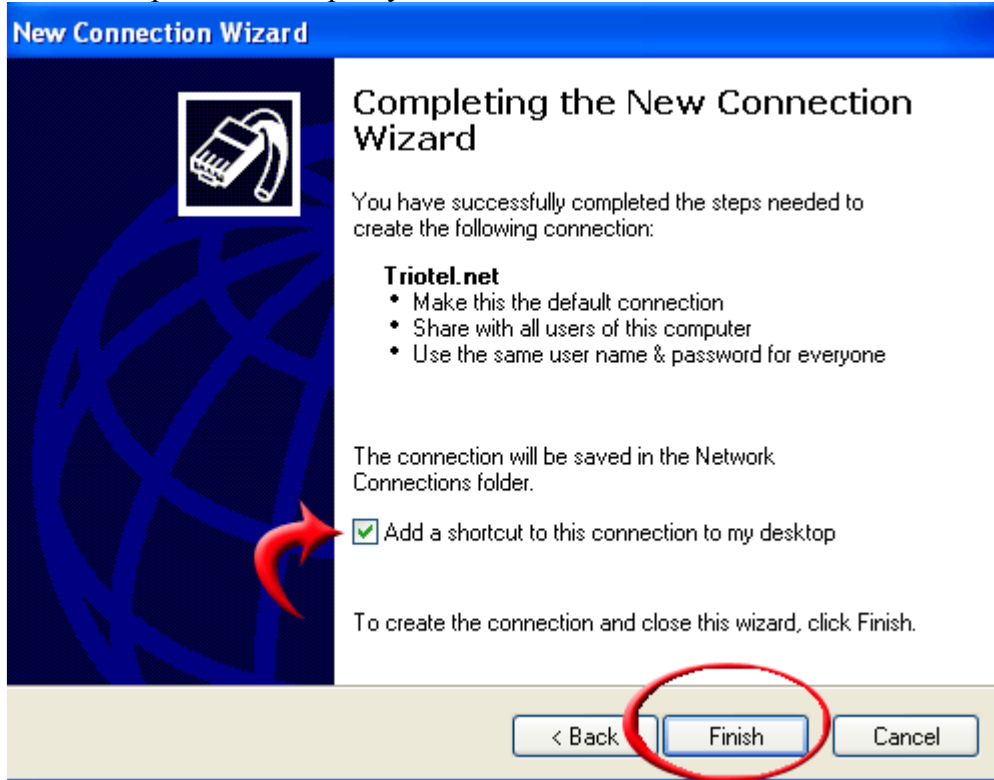 New Connection Wizard
Completing the New Connection
Wizard
You have successfully completed the steps needed to
create the following connection:
Triotel.net
• Make this the default connection
• Share with all users of this computer
• Use the same user name & password for everyone
The connection will be saved in the Network
Connections folder.
Add a shortcut to this connection to my desktop
To create the connection and close this wizard, click Finish.
< Back
Finish
Cancel